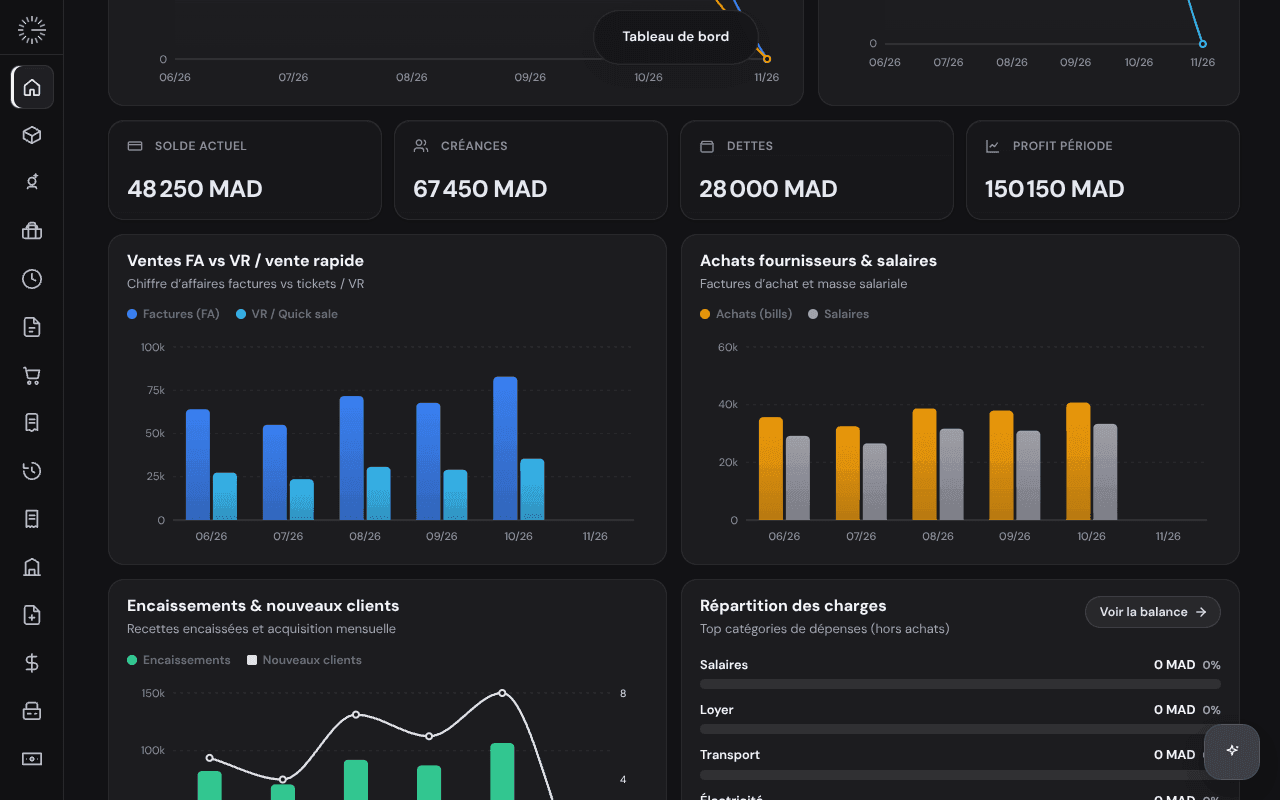 Tableau de bord
0
06/26 07/26 08/26 09/26 10/26 11/26
0
06/26 07/26 08/26 09/26 10/26 11/26
SOLDE ACTUEL
48 250 MAD
CRÉANCES
67 450 MAD
DETTES
28 000 MAD
PROFIT PÉRIODE
150 150 MAD
Ventes FA vs VR / vente rapide
Chiffre d'affaires factures vs tickets / VR
Factures (FA) VR / Quick sale
100k
75k
50k
25k
0
06/26 07/26 08/26 09/26 10/26 11/26
Achats fournisseurs & salaires
Factures d'achat et masse salariale
Achats (bills) Salaires
60k
40k
20k
0
06/26 07/26 08/26 09/26 10/26 11/26
Encaissements & nouveaux clients
Recettes encaissées et acquisition mensuelle
Encaissements Nouveaux clients
150k 8
100k
4
Répartition des charges
Top catégories de dépenses (hors achats)
Voir la balance
Salaires 0 MAD 0%
Loyer 0 MAD 0%
Transport 0 MAD
Électricité